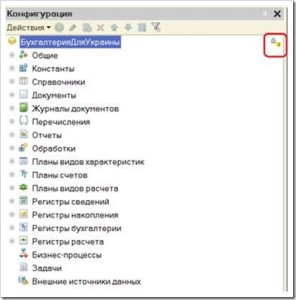 Конфигурация
Действия
БухгалтерияДляУкраины
Общие
Константы
Справочники
Документы
Журналы документов
Перечисления
Отчеты
Обработки
Планы видов характеристик
Планы счетов
Планы видов расчета
Регистры сведений
Регистры накопления
Регистры бухгалтерии
Регистры расчета
Бизнес-процессы
Задачи
Внешние источники данных